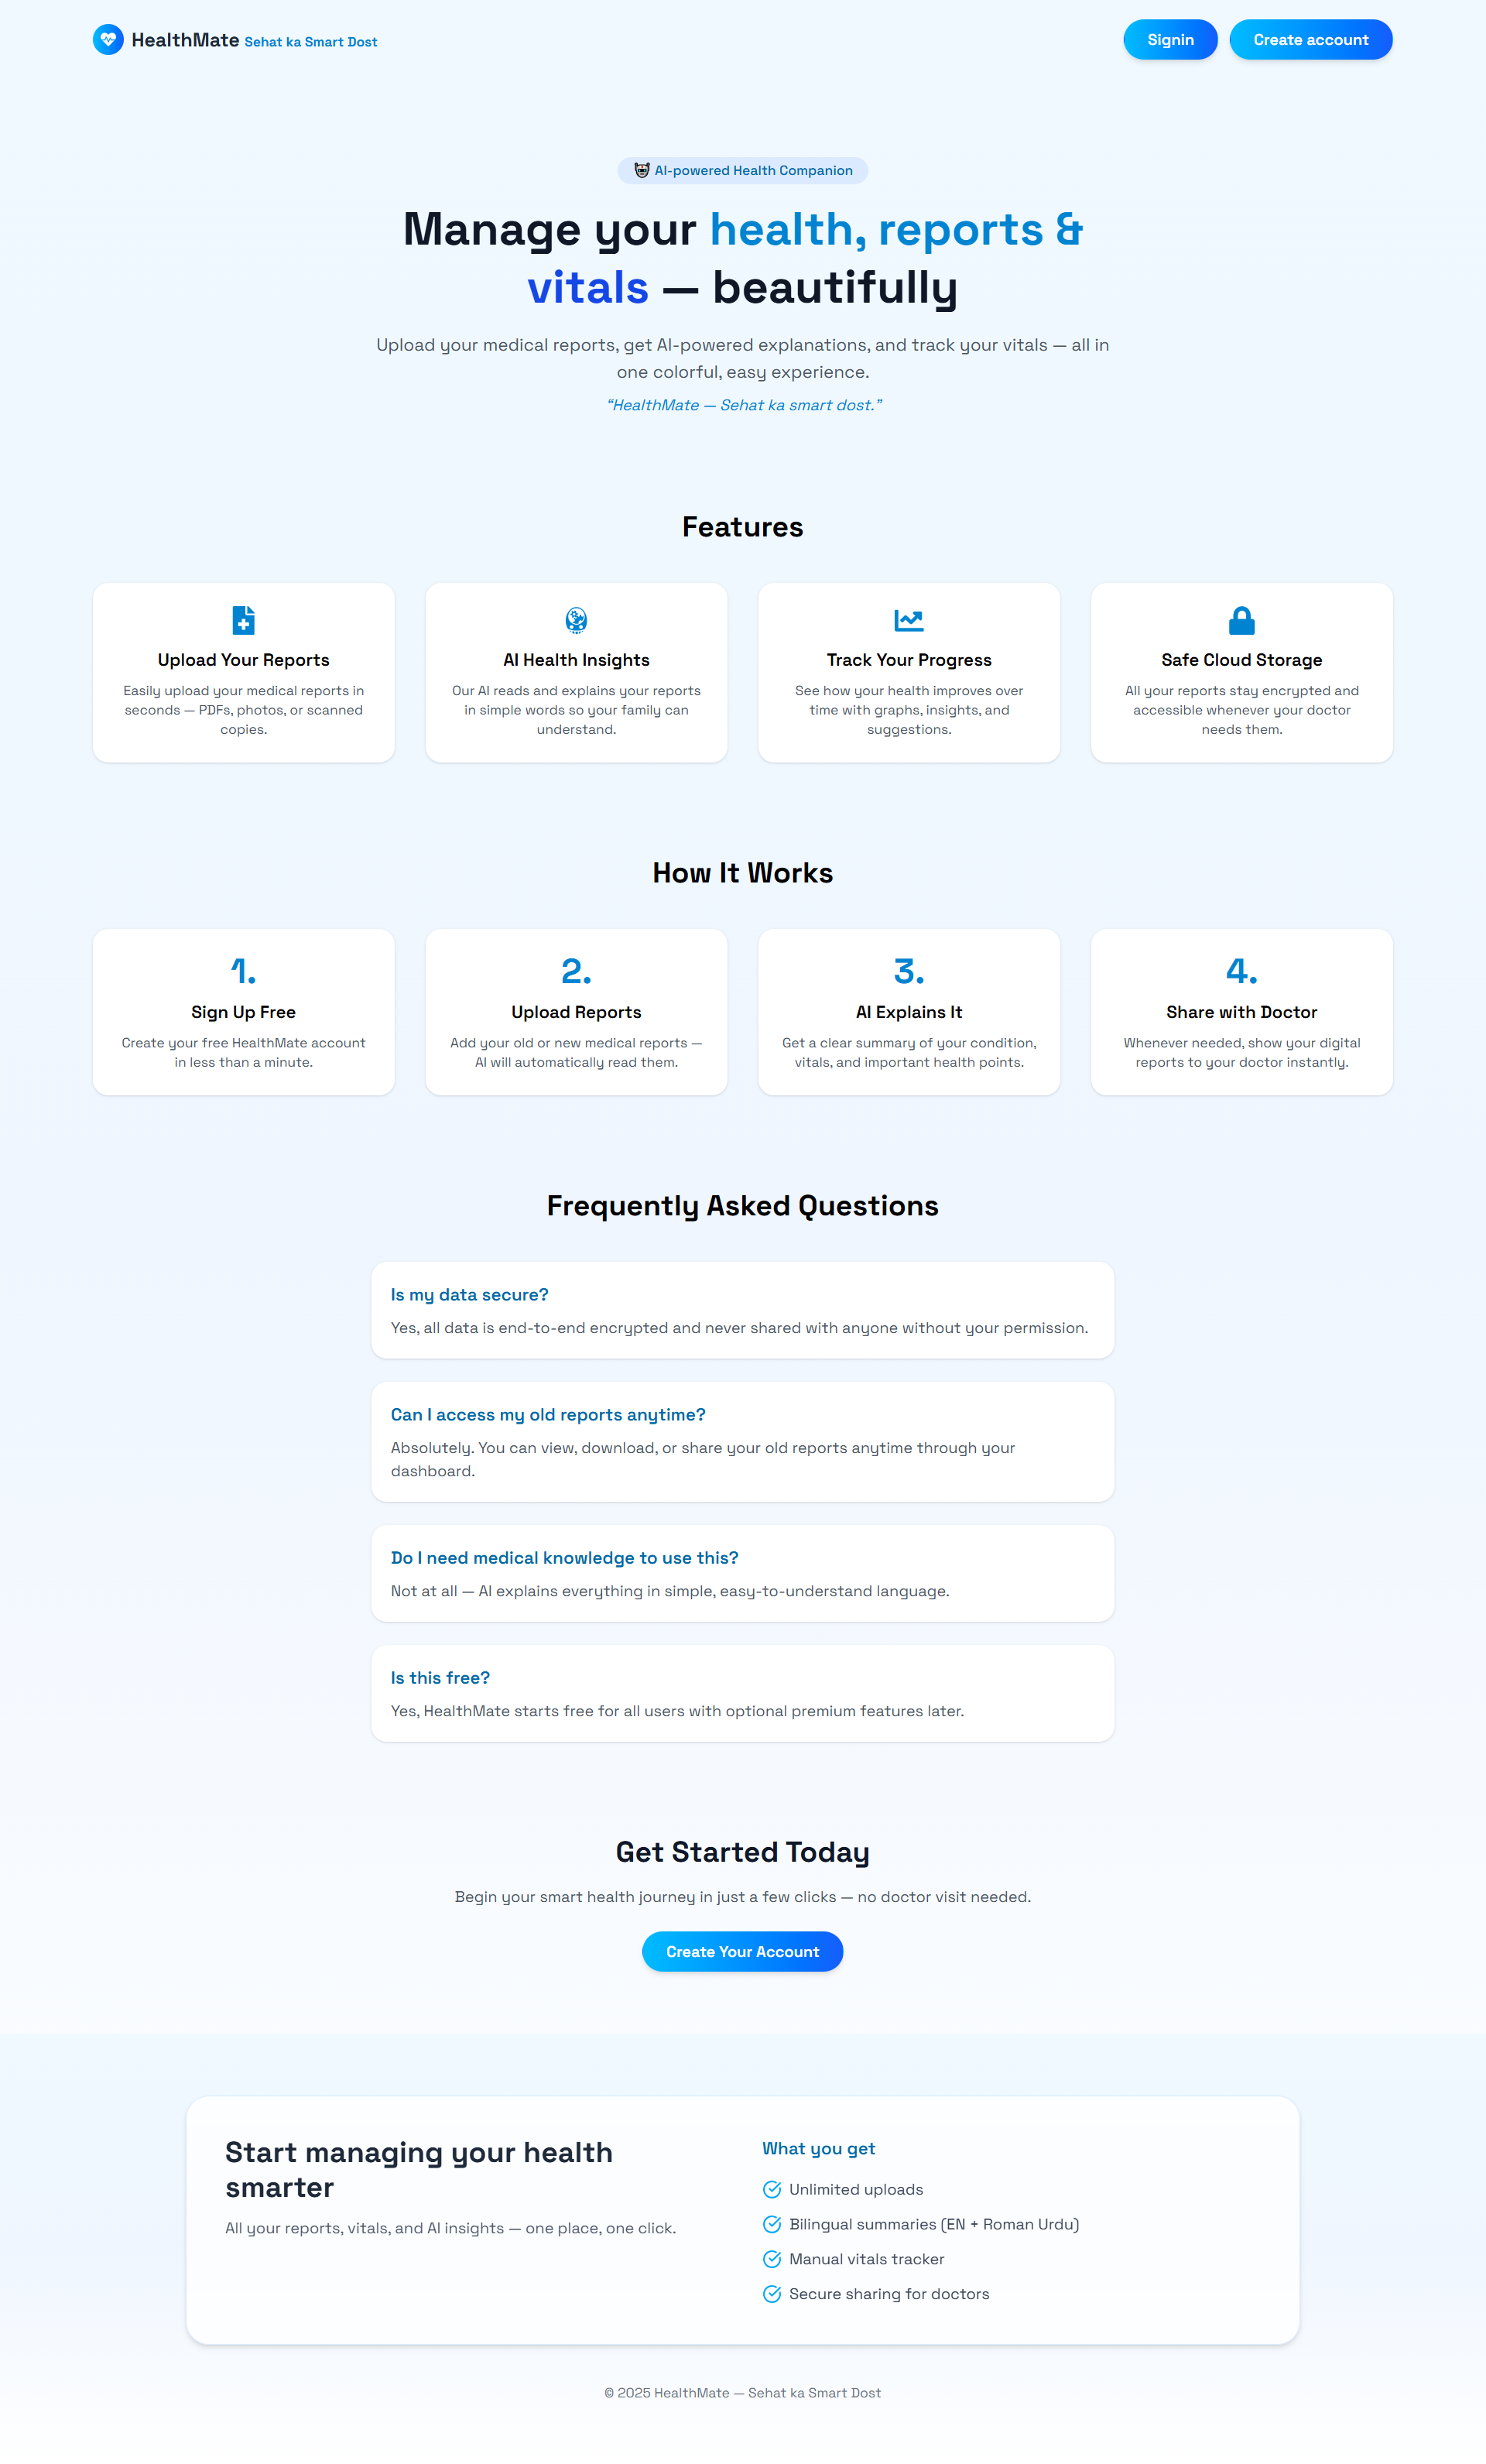 HealthMate Sehat ka Smart Dost
Signin
Create account
AI-powered Health Companion
Manage your health, reports &
vitals — beautifully
Upload your medical reports, get AI-powered explanations, and track your vitals — all in
one colorful, easy experience.
“HealthMate — Sehat ka smart dost.”
Features
Upload Your Reports
Easily upload your medical reports in
seconds — PDFs, photos, or scanned
copies.
AI Health Insights
Our AI reads and explains your reports
in simple words so your family can
understand.
Track Your Progress
See how your health improves over
time with graphs, insights, and
suggestions.
Safe Cloud Storage
All your reports stay encrypted and
accessible whenever your doctor
needs them.
How It Works
1.
Sign Up Free
Create your free HealthMate account
in less than a minute.
2.
Upload Reports
Add your old or new medical reports —
AI will automatically read them.
3.
AI Explains It
Get a clear summary of your condition,
vitals, and important health points.
4.
Share with Doctor
Whenever needed, show your digital
reports to your doctor instantly.
Frequently Asked Questions
Is my data secure?
Yes, all data is end-to-end encrypted and never shared with anyone without your permission.
Can I access my old reports anytime?
Absolutely. You can view, download, or share your old reports anytime through your
dashboard.
Do I need medical knowledge to use this?
Not at all — AI explains everything in simple, easy-to-understand language.
Is this free?
Yes, HealthMate starts free for all users with optional premium features later.
Get Started Today
Begin your smart health journey in just a few clicks — no doctor visit needed.
Create Your Account
Start managing your health
smarter
All your reports, vitals, and AI insights — one place, one click.
What you get
Unlimited uploads
Bilingual summaries (EN + Roman Urdu)
Manual vitals tracker
Secure sharing for doctors
© 2025 HealthMate — Sehat ka Smart Dost